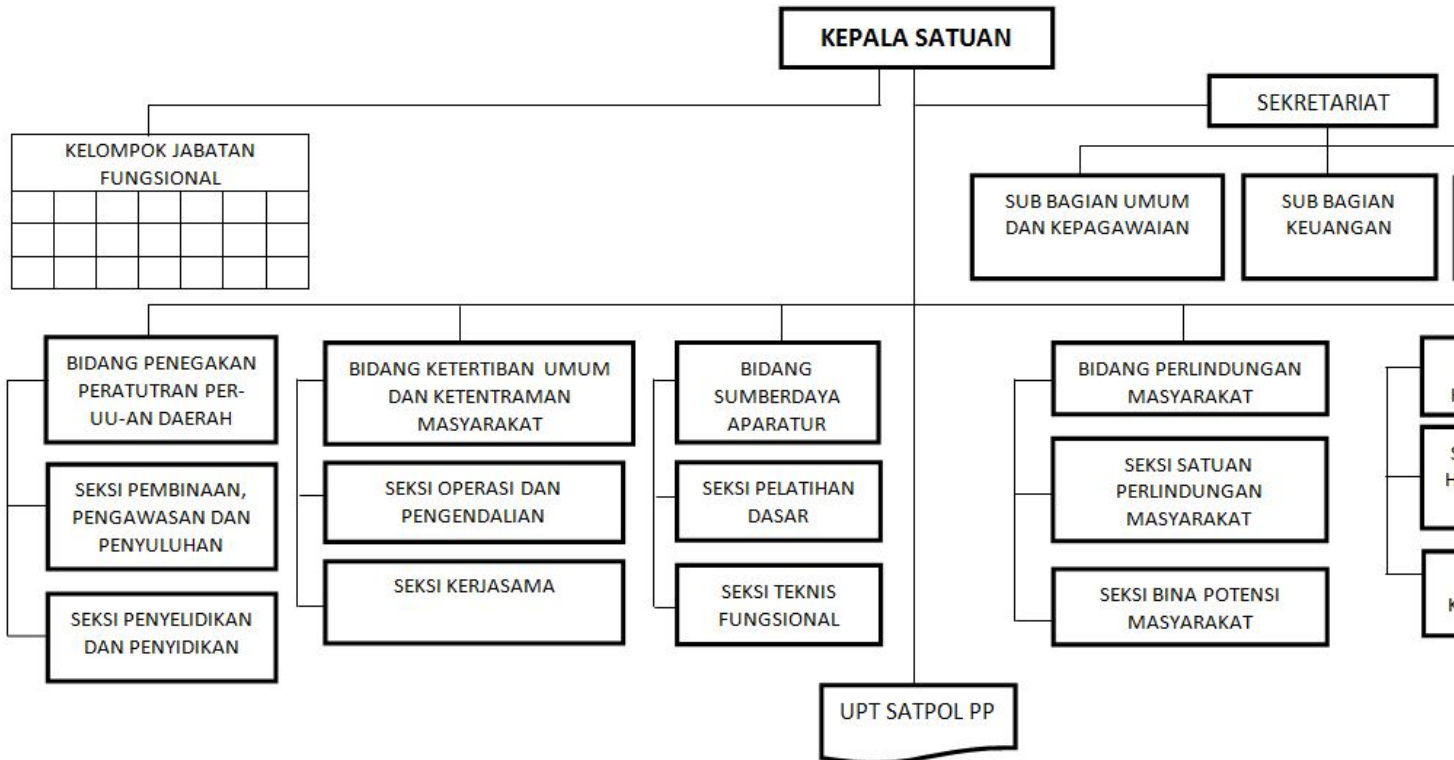 KEPALA SATUAN
SEKRETARIAT
KELOMPOK JABATAN
FUNGSIONAL
SUB BAGIAN UMUM
DAN KEPAGAWAIAN
SUB BAGIAN
KEUANGAN
BIDANG PENEGAKAN
PERATUTRAN PER-
UU-AN DAERAH
SEKSI PEMBINAAN,
PENGAWASAN DAN
PENYULUHAN
SEKSI PENYELIDIKAN
DAN PENYIDIKAN
BIDANG KETERTIBAN UMUM
DAN KETENTRAMAN
MASYARAKAT
SEKSI OPERASI DAN
PENGENDALIAN
SEKSI KERJASAMA
BIDANG
SUMBERDAYA
APARATUR
SEKSI PELATIHAN
DASAR
SEKSI TEKNIS
FUNGSIONAL
BIDANG PERLINDUNGAN
MASYARAKAT
SEKSI SATUAN
PERLINDUNGAN
MASYARAKAT
SEKSI BINA POTENSI
MASYARAKAT
UPT SATPOL PP